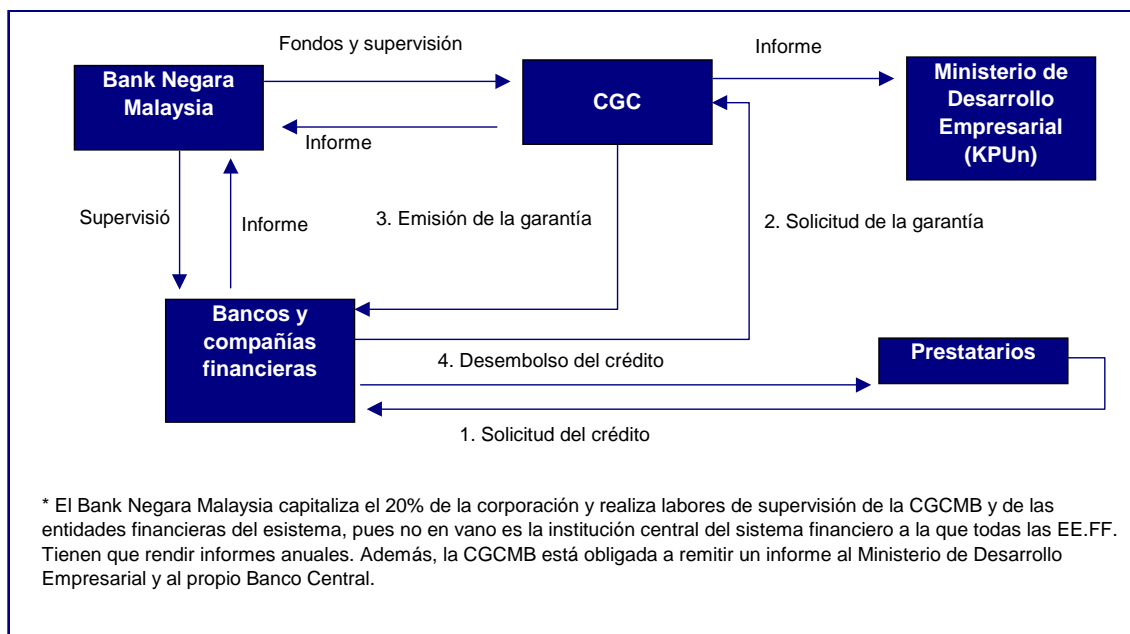 Fondos y supervisión
Informe
Bank Negara
Malaysia
CGC
Ministerio de
Desarrollo
Empresarial
(KPUn)
Informe
Supervisió
Informe
3. Emisión de la garantía
2. Solicitud de la garantía
Bancos y
compañías
financieras
4. Desembolso del crédito
Prestatarios
1. Solicitud del crédito
* El Bank Negara Malaysia capitaliza el 20% de la corporación y realiza labores de supervisión de la CGCMB y de las
entidades financieras del esistema, pues no en vano es la institución central del sistema financiero a la que todas las EE.FF.
Tienen que rendir informes anuales. Además, la CGCMB está obligada a remitir un informe al Ministerio de Desarrollo
Empresarial y al propio Banco Central.